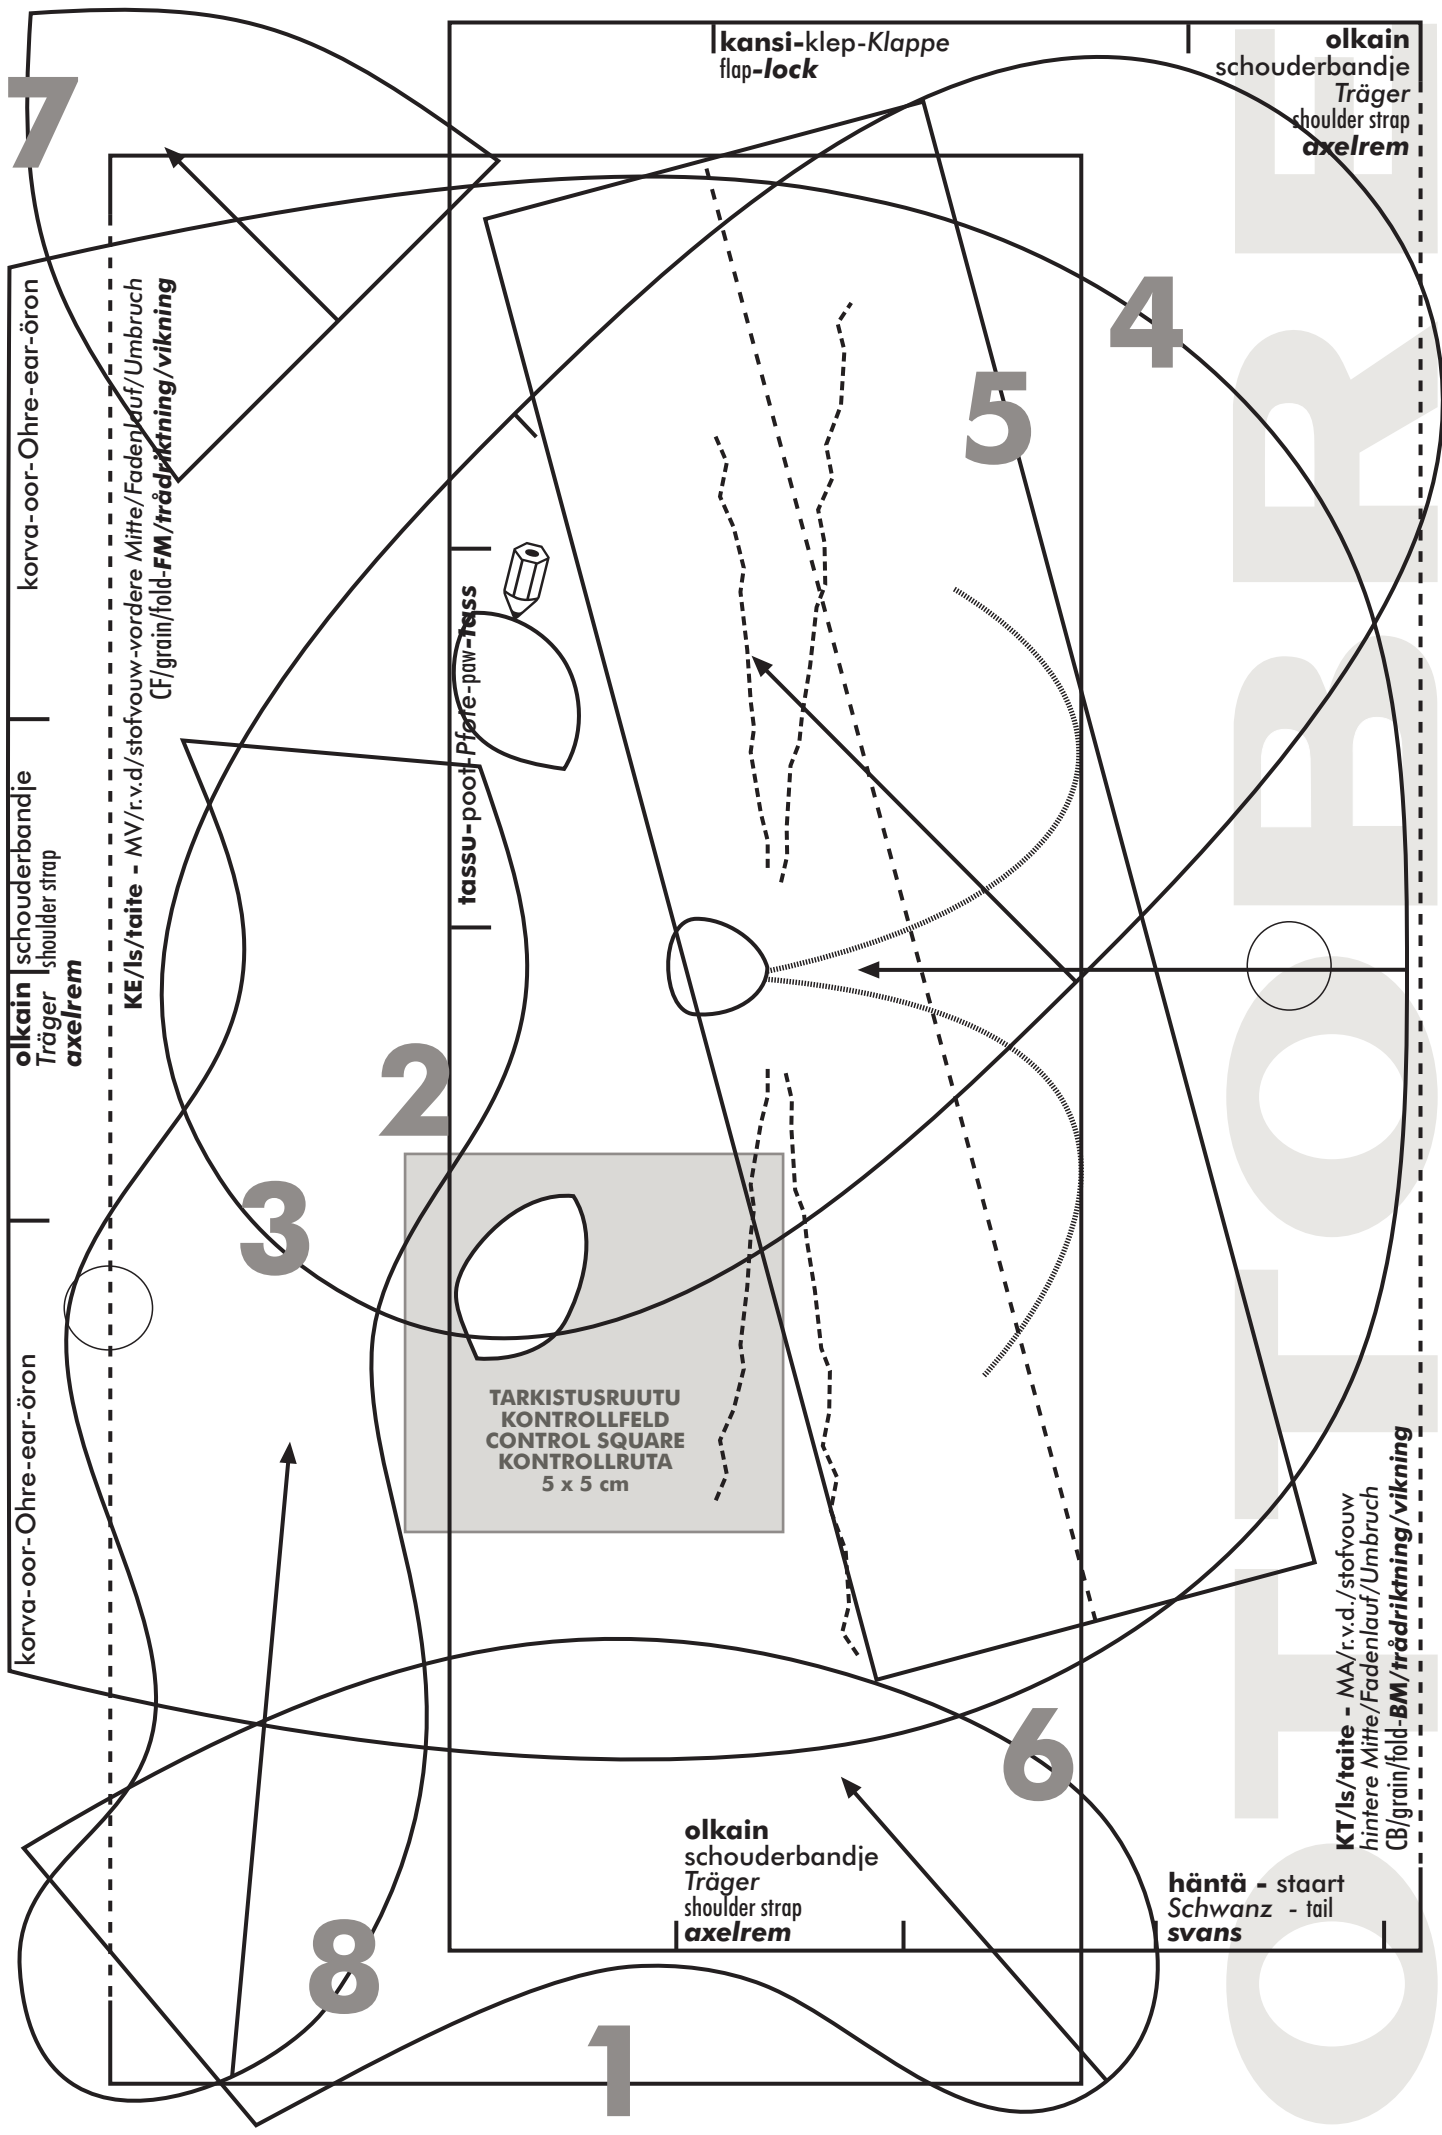 kansi-klep-Klappe
flap-lock
olkain
schouderbandje
Träger
shoulder strap
axelrem
7
4
5
korva-oor-Ohre-ear-öron
KE/ls/taite - MV/r.v.d/stofvouw-vordere Mitte/Fadenlauf/Umbruch
CF/grain/fold-FM/trådriktning/vikning
tassu-poot-Pfote-paw-tass
olkain schouderbandje
Träger shoulder strap
axelrem
2
3
korva-oor-Ohre-ear-öron
TARKISTUSRUUTU
KONTROLLFELD
CONTROL SQUARE
KONTROLLRUTA
5 x 5 cm
OTTOBRE
KT/ls/taite - MA/r.v.d./stofvouw
hintere Mitte/Fadenlauf/Umbruch
CB/grain/fold-BM/trådriktning/vikning
6
olkain
schouderbandje
Träger
shoulder strap
axelrem
häntä - staart
Schwanz - tail
svans
8
1